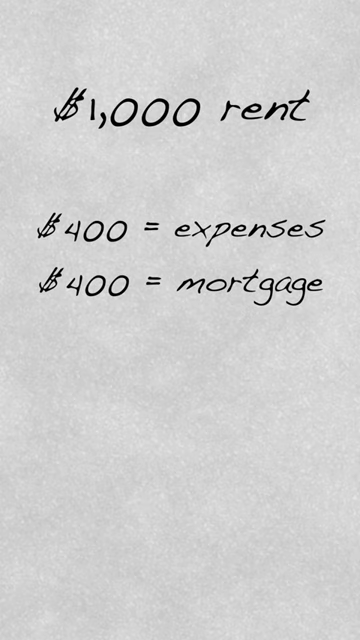 $1,000 rent
$400 = expenses
$400 = mortgage